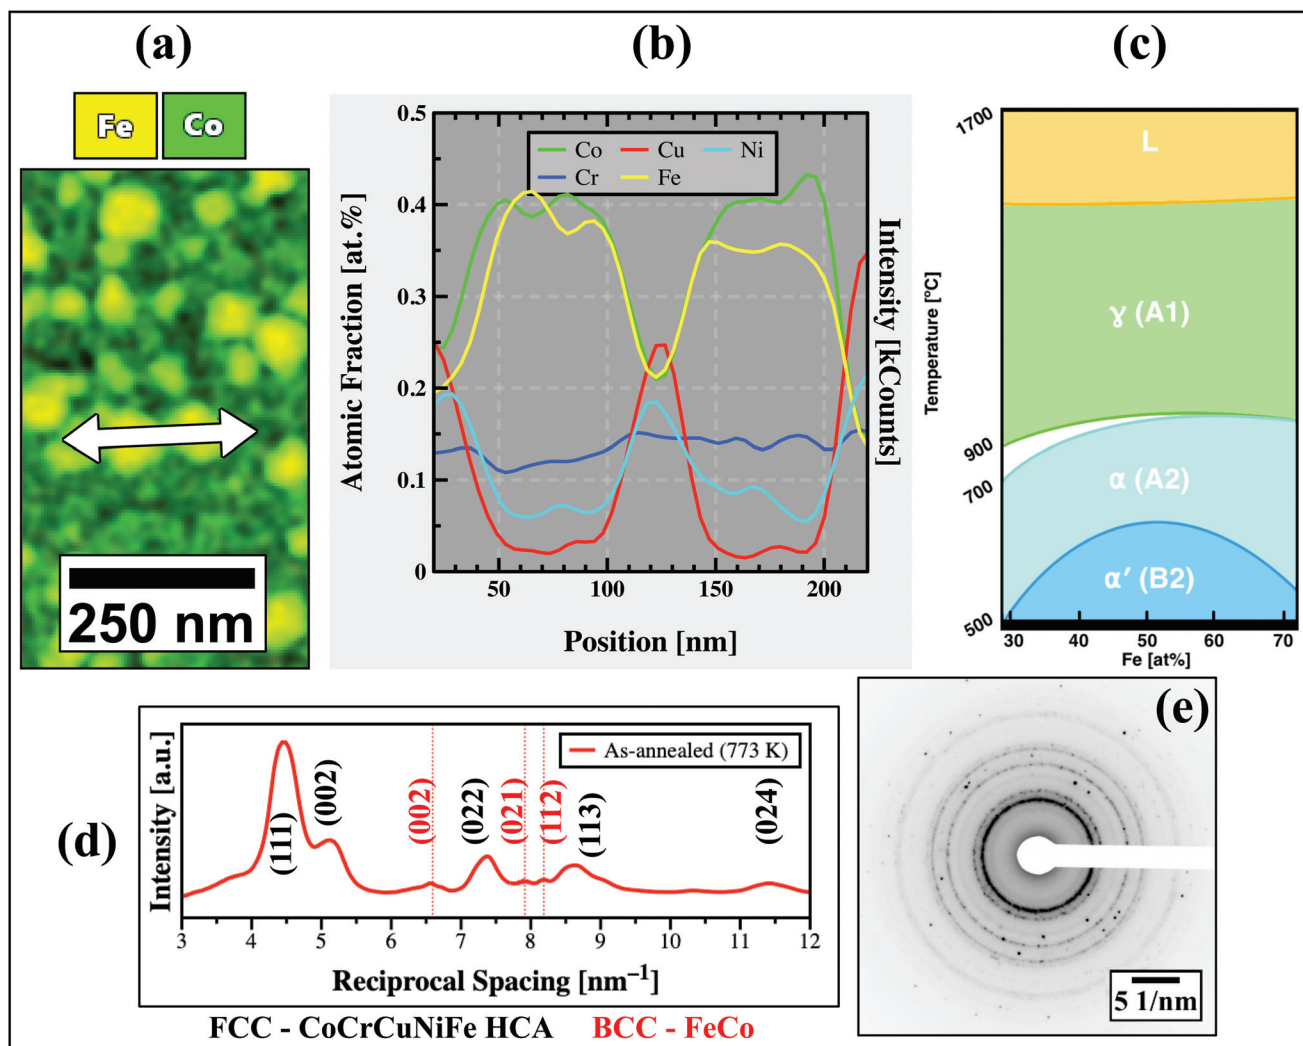 (a)
(b)
(c)
Fe
Co
250 nm
0.5
0.4
0.3
0.2
0.1
0
Atomic Fraction [at.%]
Co
Cu
Ni
Cr
Fe
Intensity [kCounts]
50
100
150
200
Position [nm]
1700
900
700
500
Temperature [°C]
L
γ (A1)
α (A2)
α′ (B2)
30
40
50
60
70
Fe [at%]
(d)
Intensity [a.u.]
As-annealed (773 K)
(111)
(002)
(002)
(022)
(021)
(112)
(113)
(024)
3
4
5
6
7
8
9
10
11
12
Reciprocal Spacing [nm⁻¹]
FCC - CoCrCuNiFe HCA
BCC - FeCo
(e)
5 1/nm